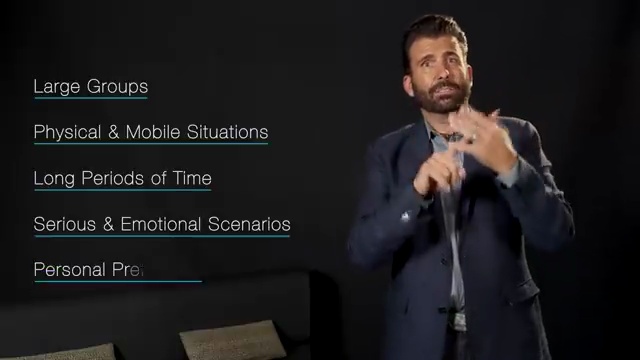 Large Groups
Physical & Mobile Situations
Long Periods of Time
Serious & Emotional Scenarios
Personal